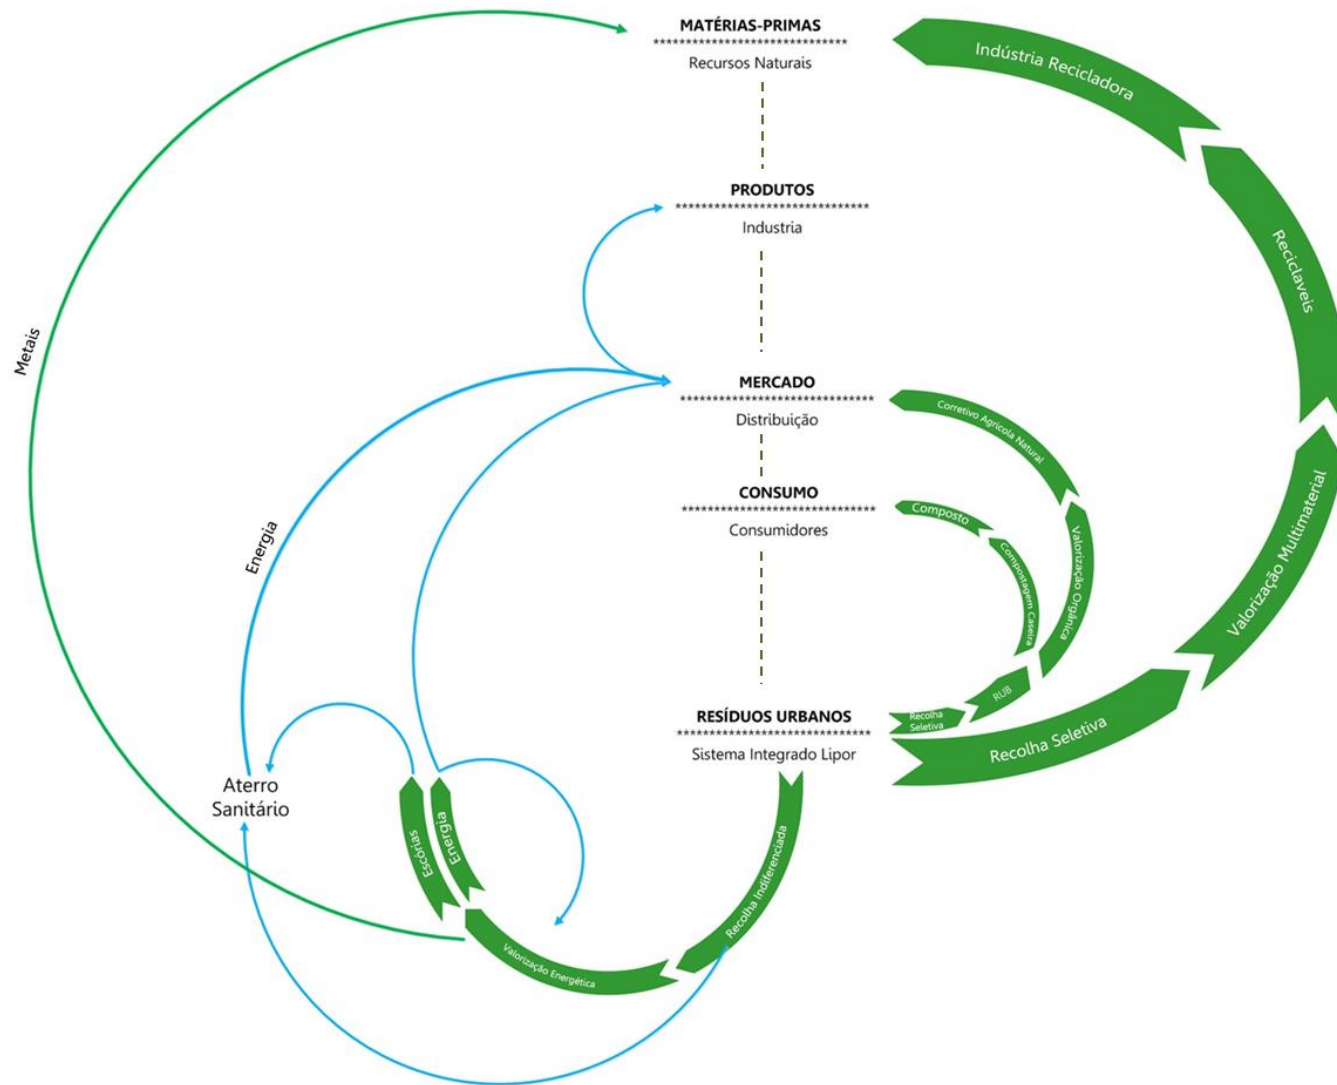 MATÉRIAS-PRIMAS
******************************
Recursos Naturais
PRODUTOS
******************************
Industria
MERCADO
******************************
Distribuição
CONSUMO
******************************
Consumidores
RESÍDUOS URBANOS
******************************
Sistema Integrado Lipor
Indústria Recicladora
Reciclaveis
Valorização Multimaterial
Recolha Seletiva
Corretivo Agrícola Natural
Valorização Orgânica
Composto
Compostagem Caseira
RUB
Recolha
Seletiva
Recolha Indiferenciada
Valorização Energética
Energia
Escórias
Aterro
Sanitário
Energia
Metais